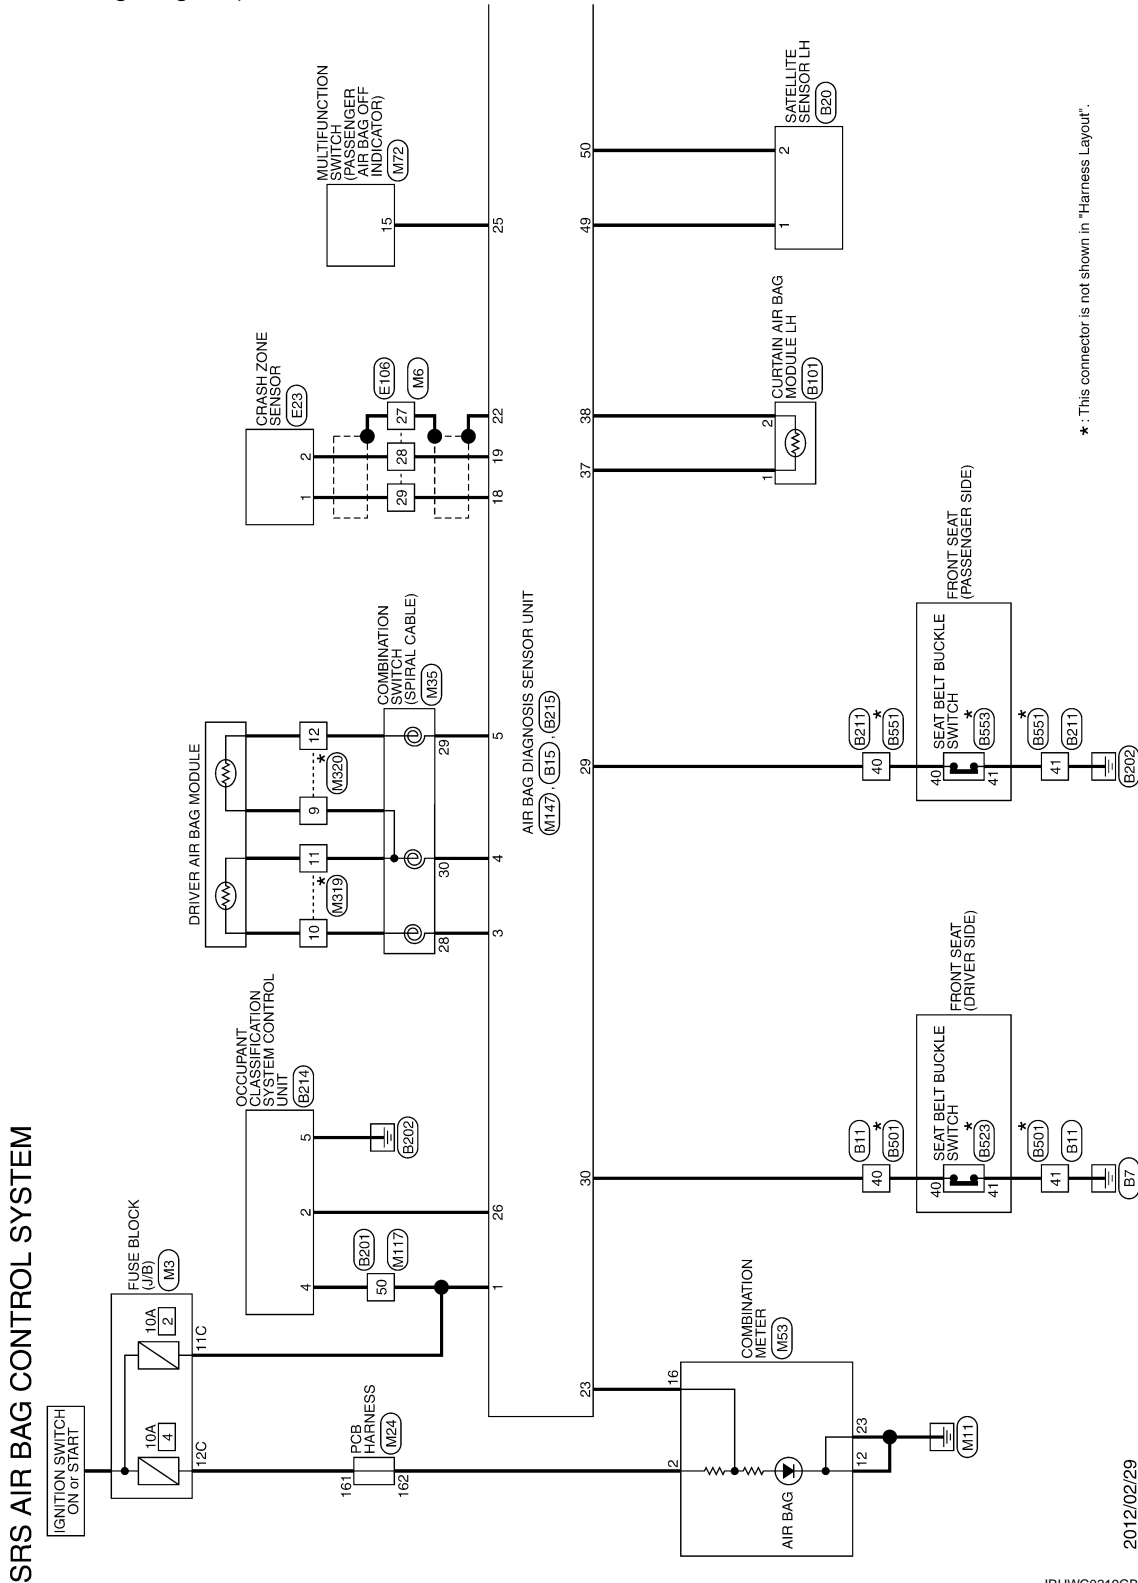 SRS AIR BAG CONTROL SYSTEM
IGNITION SWITCH
ON or START
FUSE BLOCK
(J/B)
M3
10A
4
10A
2
12C
11C
161
162
PCB
HARNESS
M24
OCCUPANT
CLASSIFICATION
SYSTEM CONTROL
UNIT
B214
4
2
5
50
B201
M117
B202
1
26
DRIVER AIR BAG MODULE
10
11
9
12
*
M319
*
M320
COMBINATION
SWITCH
(SPIRAL CABLE)
M35
28
30
29
3
4
5
CRASH ZONE
SENSOR
E23
1
2
29
28
27
E106
M6
18
19
22
MULTIFUNCTION
SWITCH
(PASSENGER
AIR BAG OFF
INDICATOR)
M72
15
25
AIR BAG DIAGNOSIS SENSOR UNIT
M147 , B15 , B215
23
30
29
37
38
49
50
COMBINATION
METER
M53
2
16
AIR BAG
12
23
M11
40
B11
*
B501
FRONT SEAT
(DRIVER SIDE)
SEAT BELT BUCKLE
SWITCH
*
B523
40
41
41
*
B501
B11
B7
40
B211
*
B551
FRONT SEAT
(PASSENGER SIDE)
SEAT BELT BUCKLE
SWITCH
*
B553
40
41
41
*
B551
B211
B202
CURTAIN AIR BAG
MODULE LH
B101
1
2
SATELLITE
SENSOR LH
B20
1
2
* : This connector is not shown in "Harness Layout".
2012/02/29